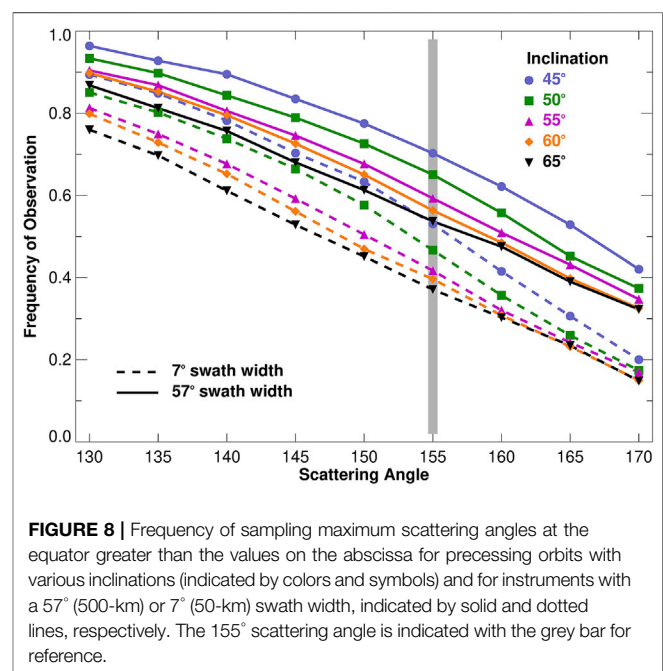 1.0
0.8
0.6
0.4
0.2
0.0
Frequency of Observation
Inclination
45°
50°
55°
60°
65°
7° swath width
57° swath width
130 135 140 145 150 155 160 165 170
Scattering Angle
FIGURE 8 | Frequency of sampling maximum scattering angles at the
equator greater than the values on the abscissa for precessing orbits with
various inclinations (indicated by colors and symbols) and for instruments with
a 57° (500-km) or 7° (50-km) swath width, indicated by solid and dotted
lines, respectively. The 155° scattering angle is indicated with the grey bar for
reference.